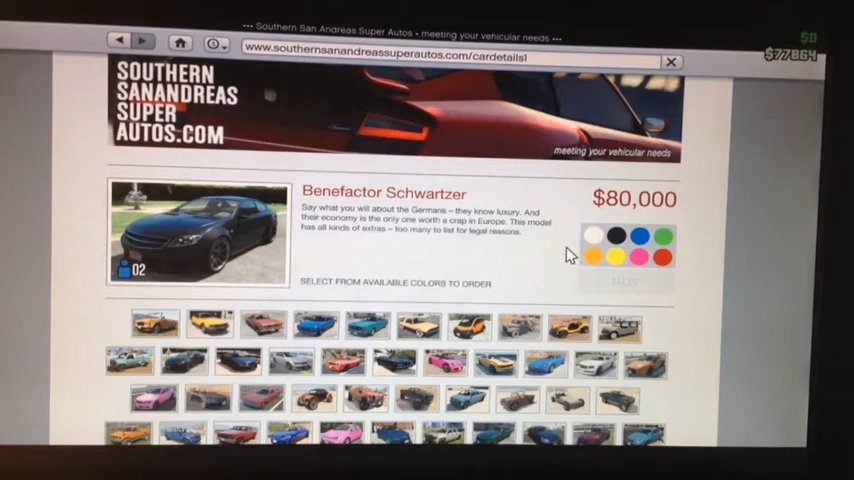 --- Southern San Andreas Super Autos - meeting your vehicular needs ---
$0
www.southernsanandreassuperautos.com/cardetails1
$77864
SOUTHERN
SANANDREAS
SUPER
AUTOS.COM
meeting your vehicular needs
Benefactor Schwartzer
$80,000
Say what you will about the Germans – they know luxury. And
their economy is the only one worth a crap in Europe. This model
has all kinds of extras – too many to list for legal reasons.
02
SELECT FROM AVAILABLE COLORS TO ORDER